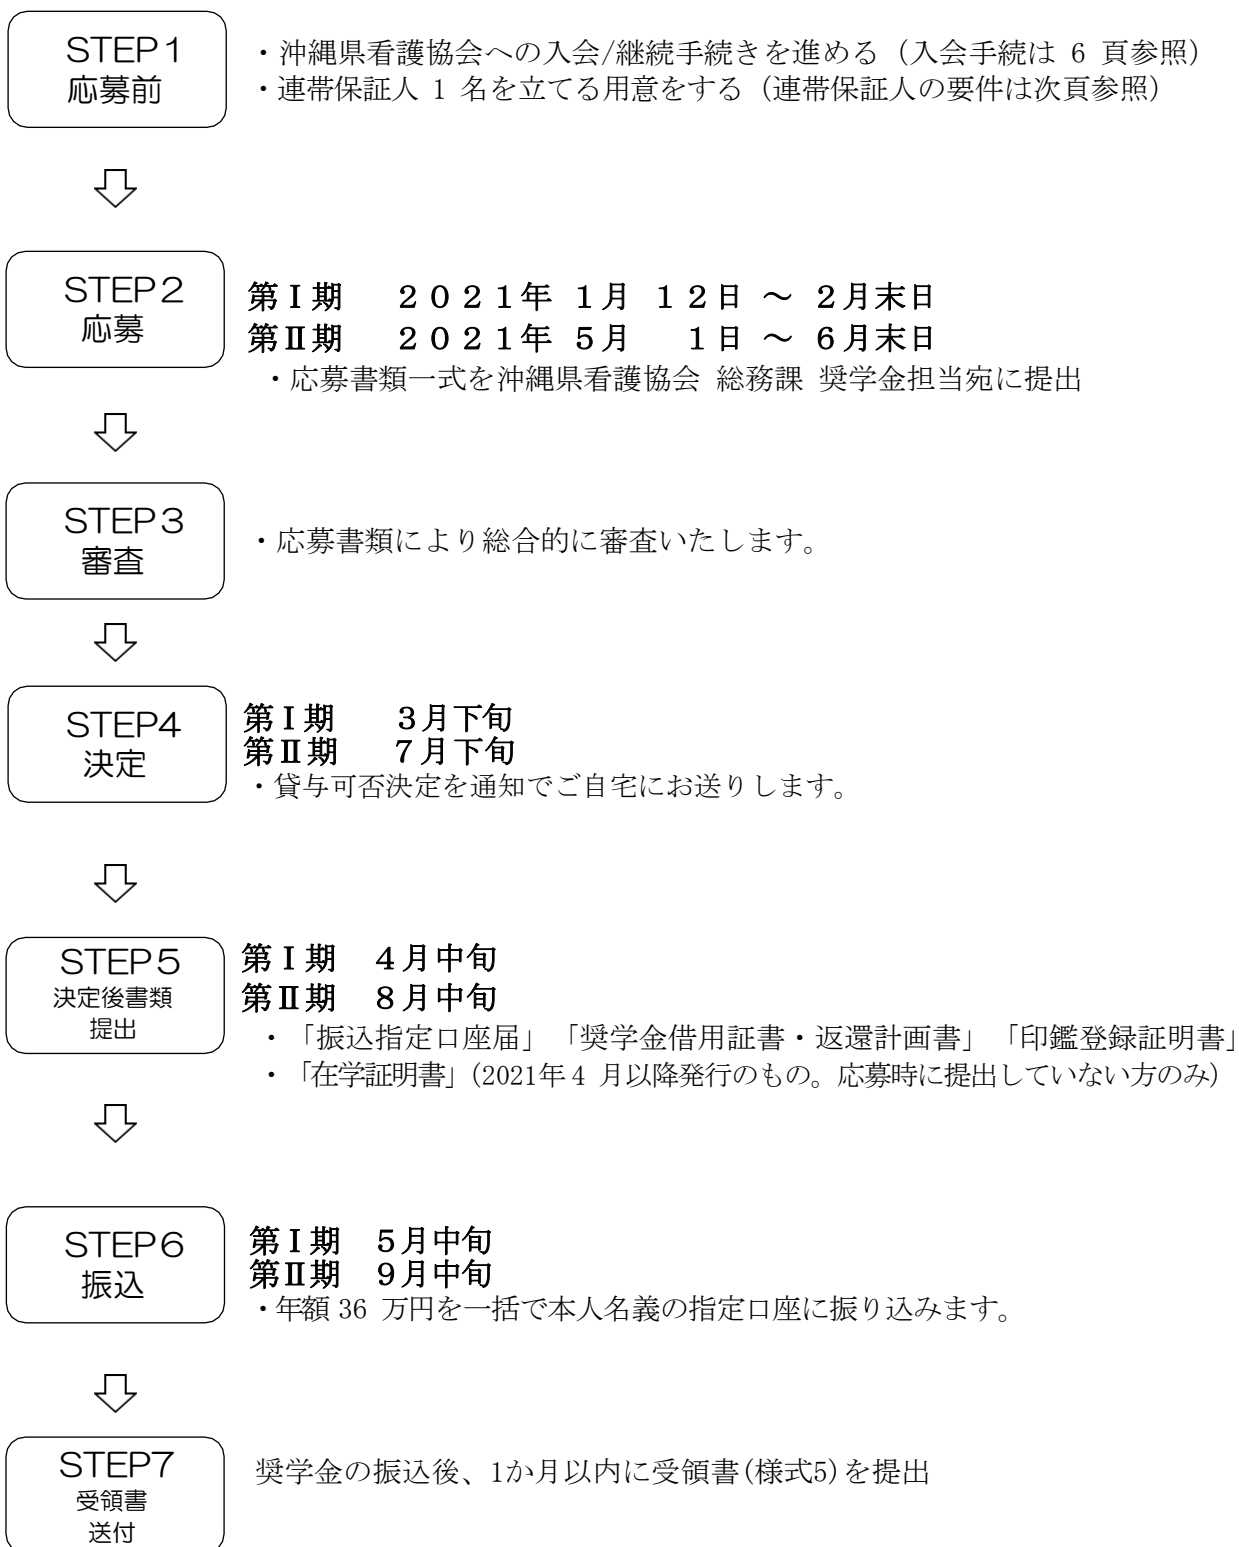 STEP1
応募前
・沖縄県看護協会への入会/継続手続きを進める（入会手続は 6 頁参照）
・連帯保証人 1 名を立てる用意をする（連帯保証人の要件は次頁参照）
STEP2
応募
第Ⅰ期　２０２１年 １月 １２日 ～ ２月末日
第Ⅱ期　２０２１年 ５月　１日 ～ ６月末日
・応募書類一式を沖縄県看護協会 総務課 奨学金担当宛に提出
STEP3
審査
・応募書類により総合的に審査いたします。
STEP4
決定
第Ⅰ期　３月下旬
第Ⅱ期　７月下旬
・貸与可否決定を通知でご自宅にお送りします。
STEP5
決定後書類
提出
第Ⅰ期　４月中旬
第Ⅱ期　８月中旬
・「振込指定口座届」「奨学金借用証書・返還計画書」「印鑑登録証明書」
・「在学証明書」（2021年 4 月以降発行のもの。応募時に提出していない方のみ）
STEP6
振込
第Ⅰ期　５月中旬
第Ⅱ期　９月中旬
・年額 36 万円を一括で本人名義の指定口座に振り込みます。
STEP7
受領書
送付
奨学金の振込後、1か月以内に受領書(様式5)を提出